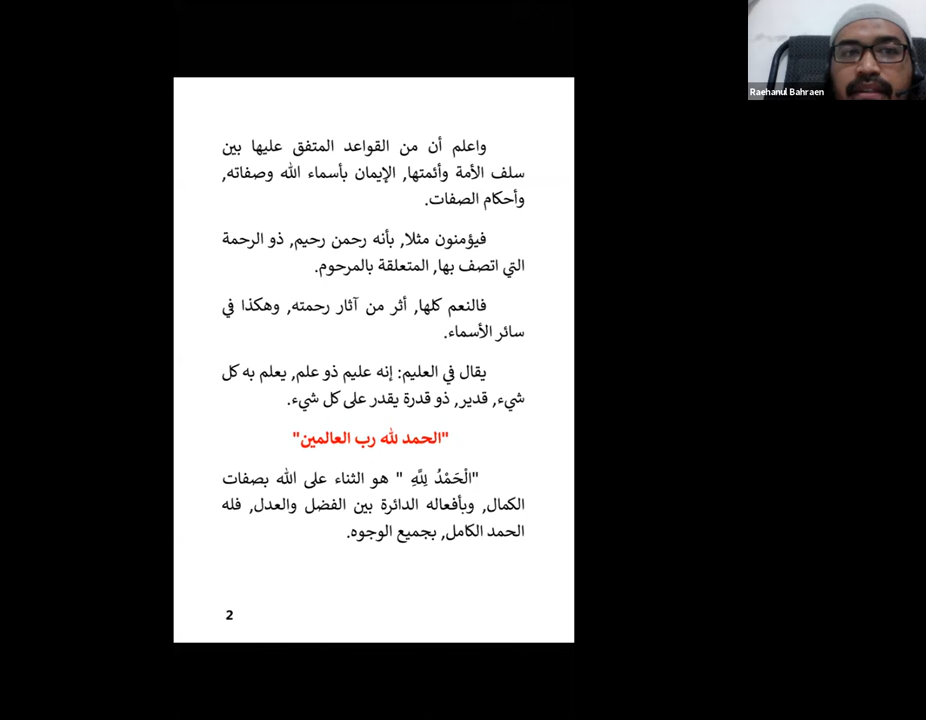 Raehanul Bahraen
واعلم أن من القواعد المتفق عليها بين
سلف الأمة وأئمتها, الإيمان بأسماء الله وصفاته,
وأحكام الصفات.
فيؤمنون مثلا, بأنه رحمن رحيم, ذو الرحمة
التي اتصف بها, المتعلقة بالمرحوم.
فالنعم كلها, أثر من آثار رحمته, وهكذا في
سائر الأسماء.
يقال في العليم: إنه عليم ذو علم, يعلم به كل
شيء, قدير, ذو قدرة يقدر على كل شيء.
"الحمد لله رب العالمين"
"الْحَمْدُ لِلَّهِ " هو الثناء على الله بصفات
الكمال, وبأفعاله الدائرة بين الفضل والعدل, فله
الحمد الكامل, بجميع الوجوه.
2